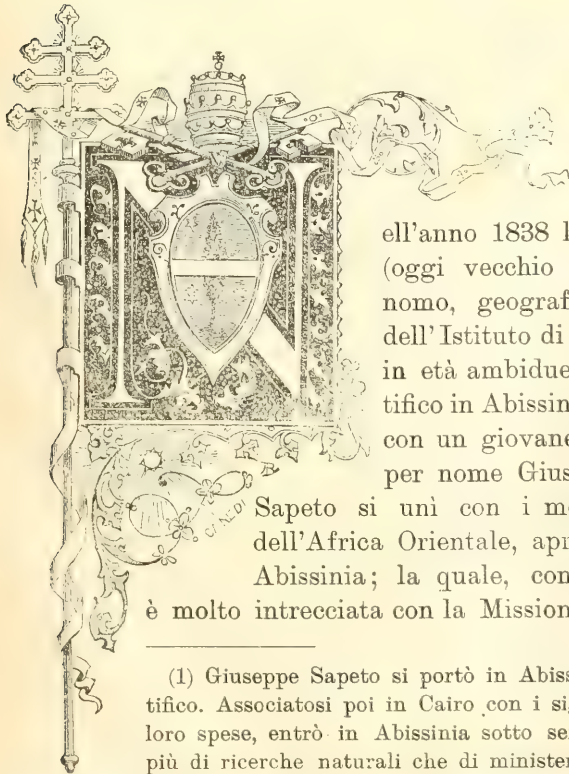 Nell'anno 1838
(oggi vecchio
nomo, geograf
dell'Istituto di
in età ambidue
tifico in Abissin
con un giovane
per nome Gius
Sapeto si unì con i m
dell'Africa Orientale, apr
Abissinia; la quale, com
è molto intrecciata con la Mission
(1) Giuseppe Sapeto si portò in Abiss
tifico. Associatosi poi in Cairo con i si
loro spese, entrò in Abissinia sotto se
più di ricerche naturali che di minister